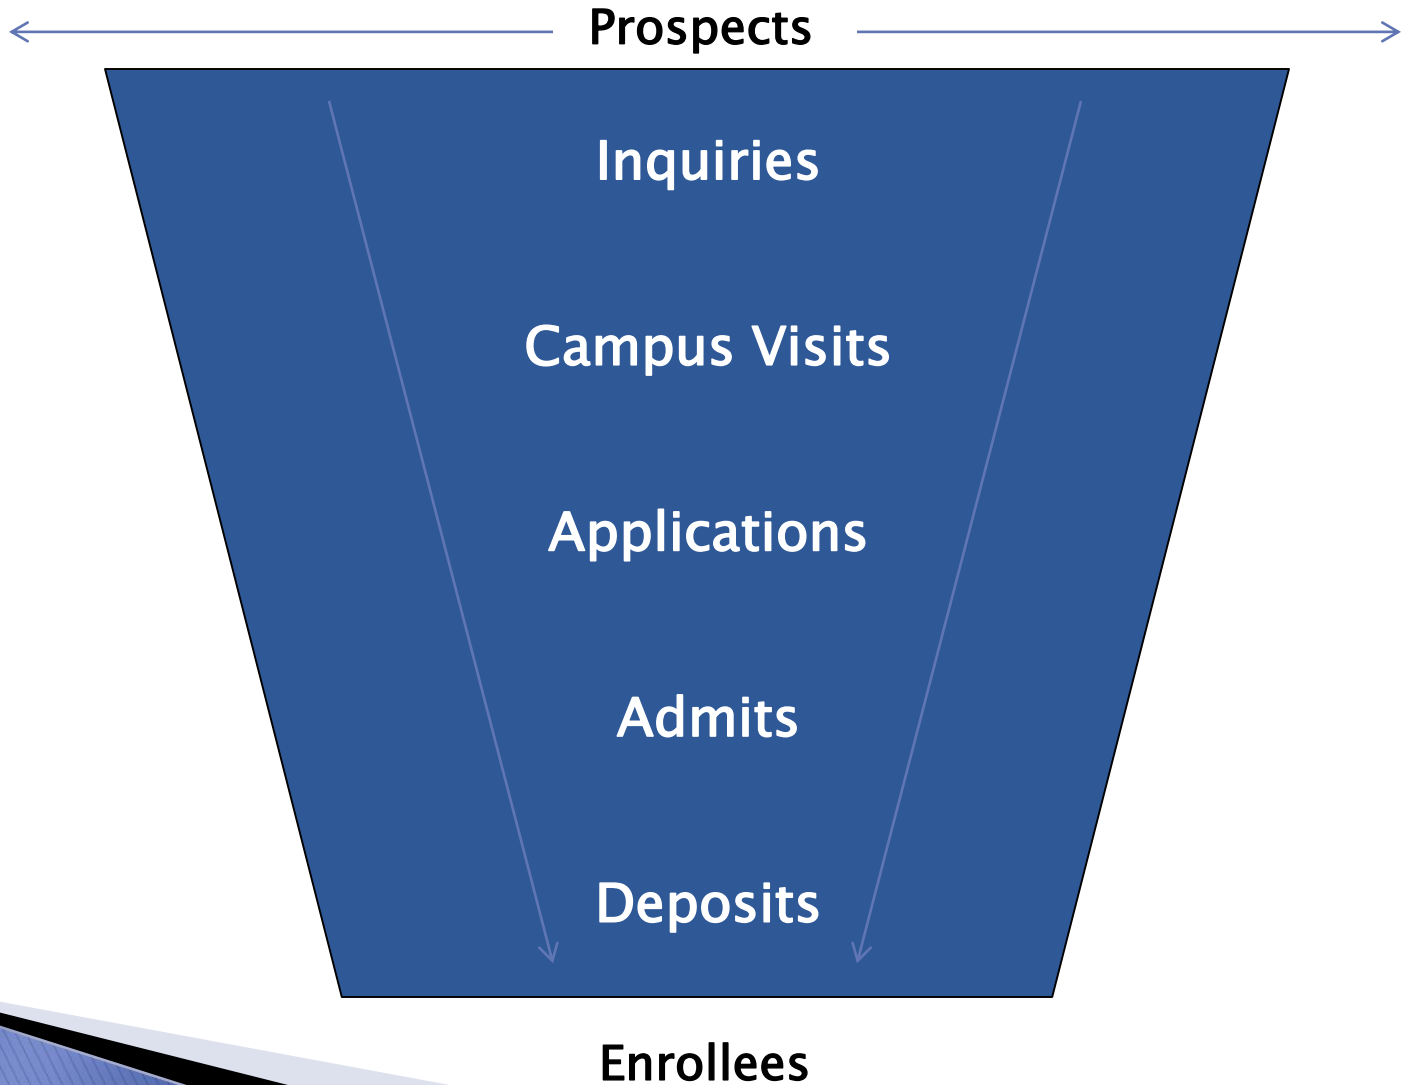 Prospects
Inquiries
Campus Visits
Applications
Admits
Deposits
Enrollees